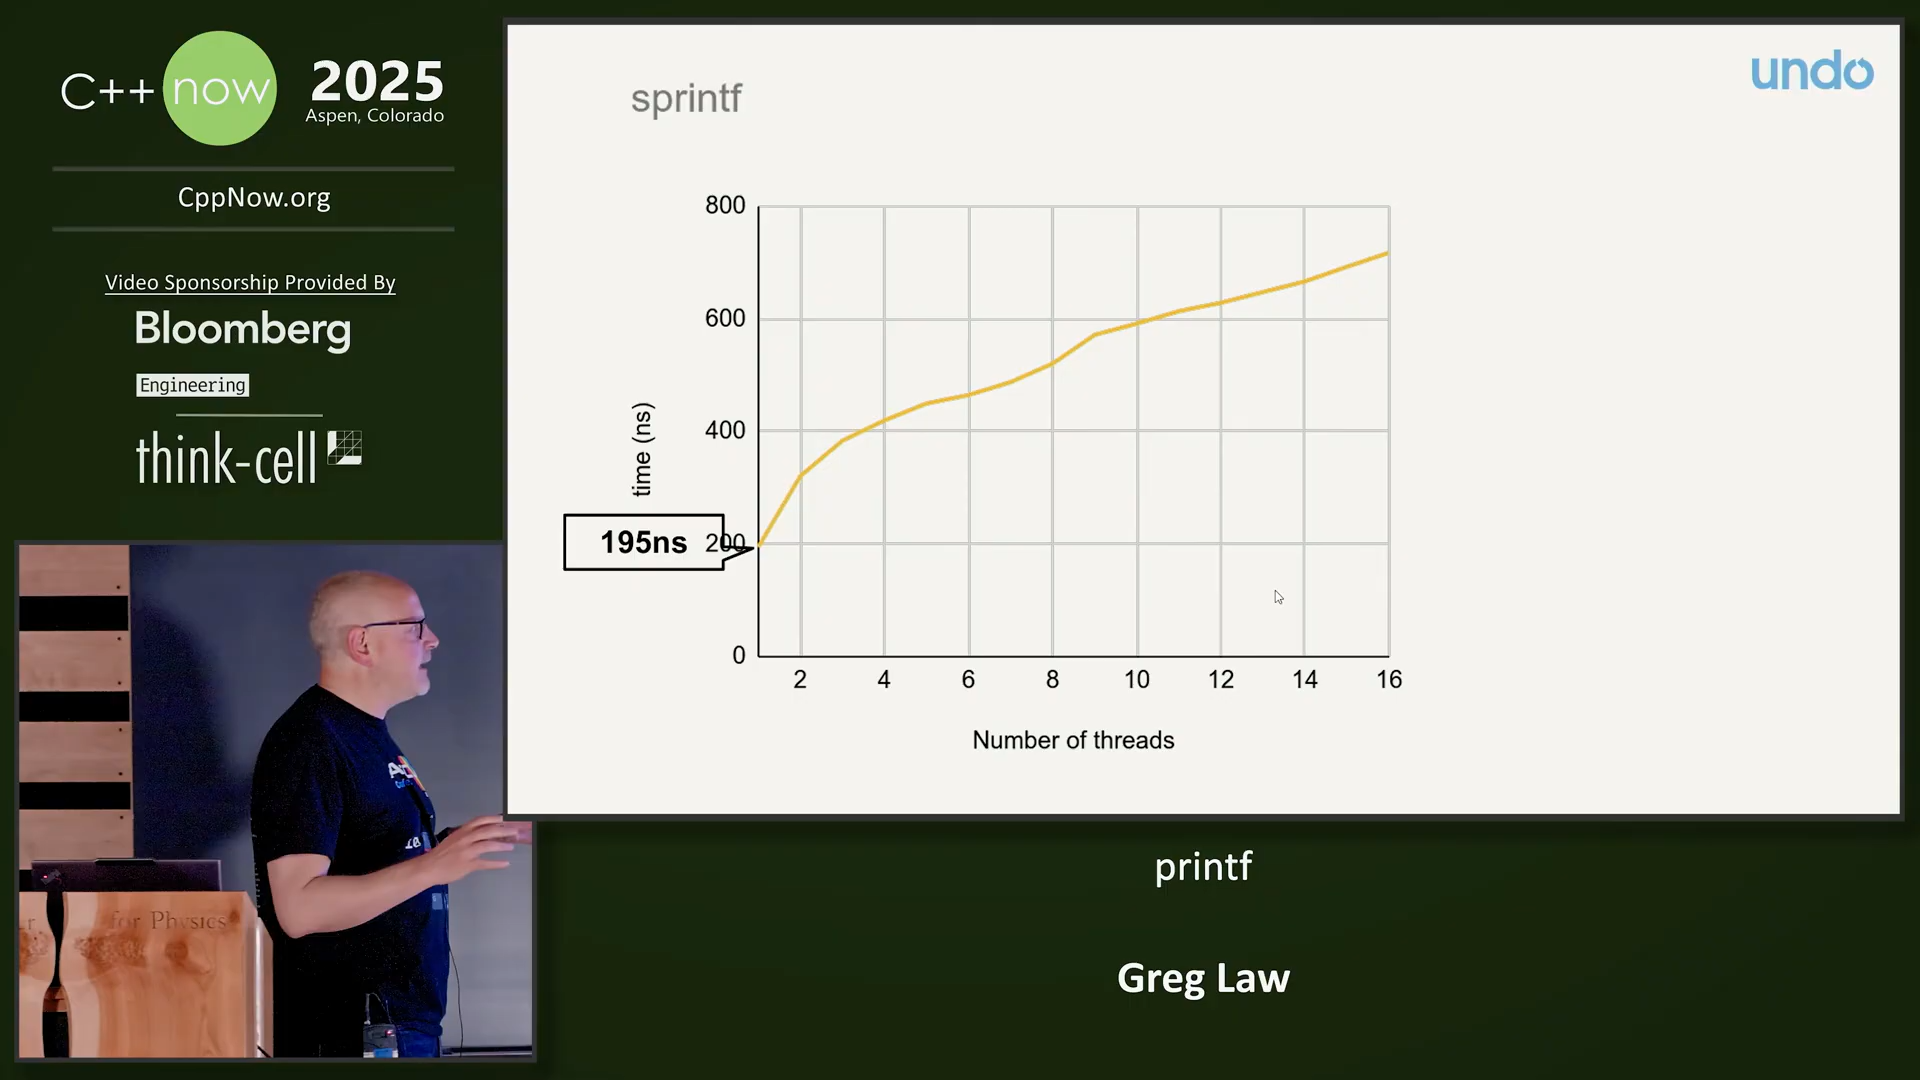 C++ now
2025
Aspen, Colorado
CppNow.org
Video Sponsorship Provided By
Bloomberg
Engineering
think-cell
undo
sprintf
800
600
400
200
0
time (ns)
195ns
2 4 6 8 10 12 14 16
Number of threads
for Physics
printf
Greg Law